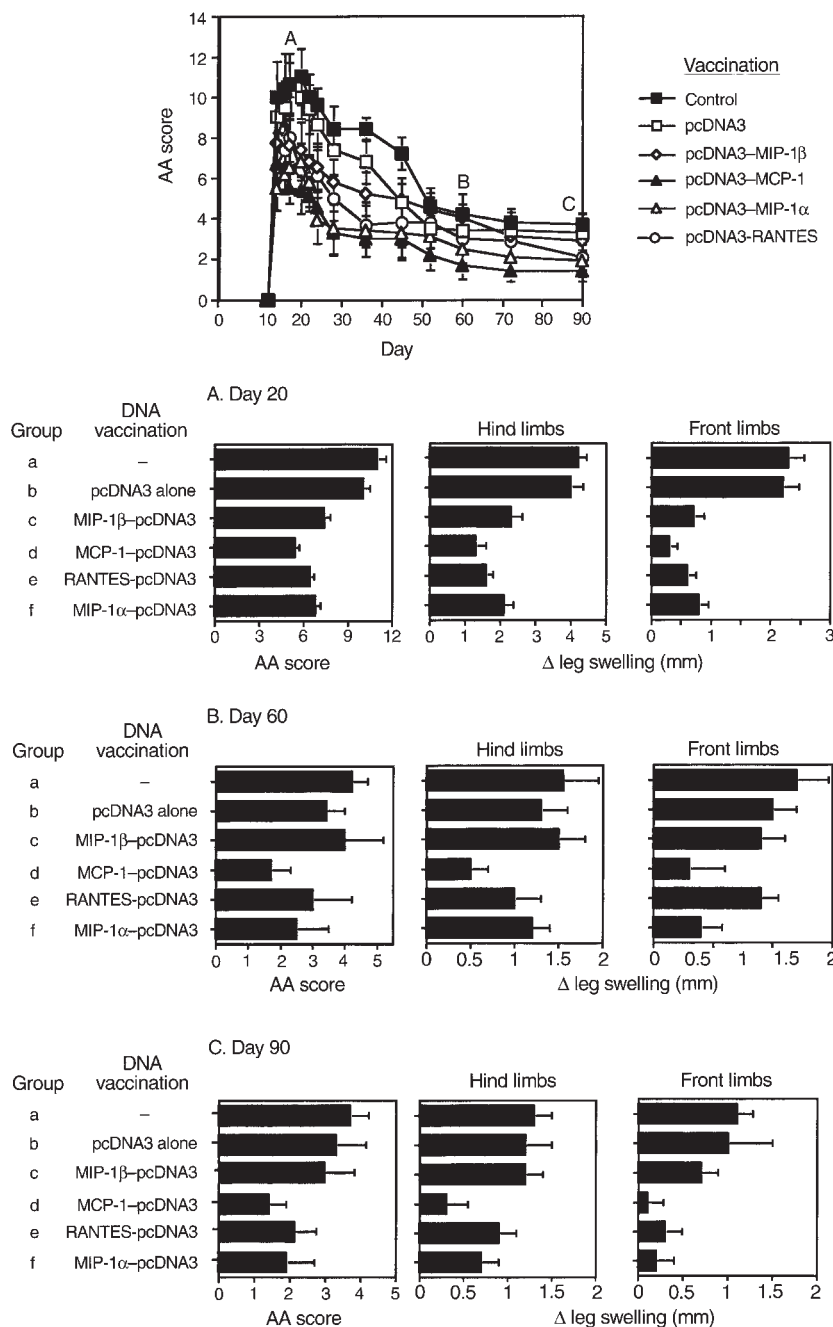 14
12
10
8
6
4
2
0
AA score
A
B
C
0 10 20 30 40 50 60 70 80 90
Day
Vaccination
Control
pcDNA3
pcDNA3–MIP-1β
pcDNA3–MCP-1
pcDNA3–MIP-1α
pcDNA3-RANTES
A. Day 20
Group
DNA
vaccination
Hind limbs
Front limbs
a –
b pcDNA3 alone
c MIP-1β–pcDNA3
d MCP-1–pcDNA3
e RANTES-pcDNA3
f MIP-1α–pcDNA3
3 6 9 12
0 1 2 3 4 5
0 1 2 3
AA score
Δ leg swelling (mm)
B. Day 60
Group
DNA
vaccination
Hind limbs
Front limbs
a –
b pcDNA3 alone
c MIP-1β–pcDNA3
d MCP-1–pcDNA3
e RANTES-pcDNA3
f MIP-1α–pcDNA3
0 1 2 3 4 5
0 0.5 1 1.5 2
0 0.5 1 1.5 2
AA score
Δ leg swelling (mm)
C. Day 90
Group
DNA
vaccination
Hind limbs
Front limbs
a –
b pcDNA3 alone
c MIP-1β–pcDNA3
d MCP-1–pcDNA3
e RANTES-pcDNA3
f MIP-1α–pcDNA3
0 1 2 3 4 5
0 0.5 1 1.5 2
0 0.5 1 1.5 2
AA score
Δ leg swelling (mm)